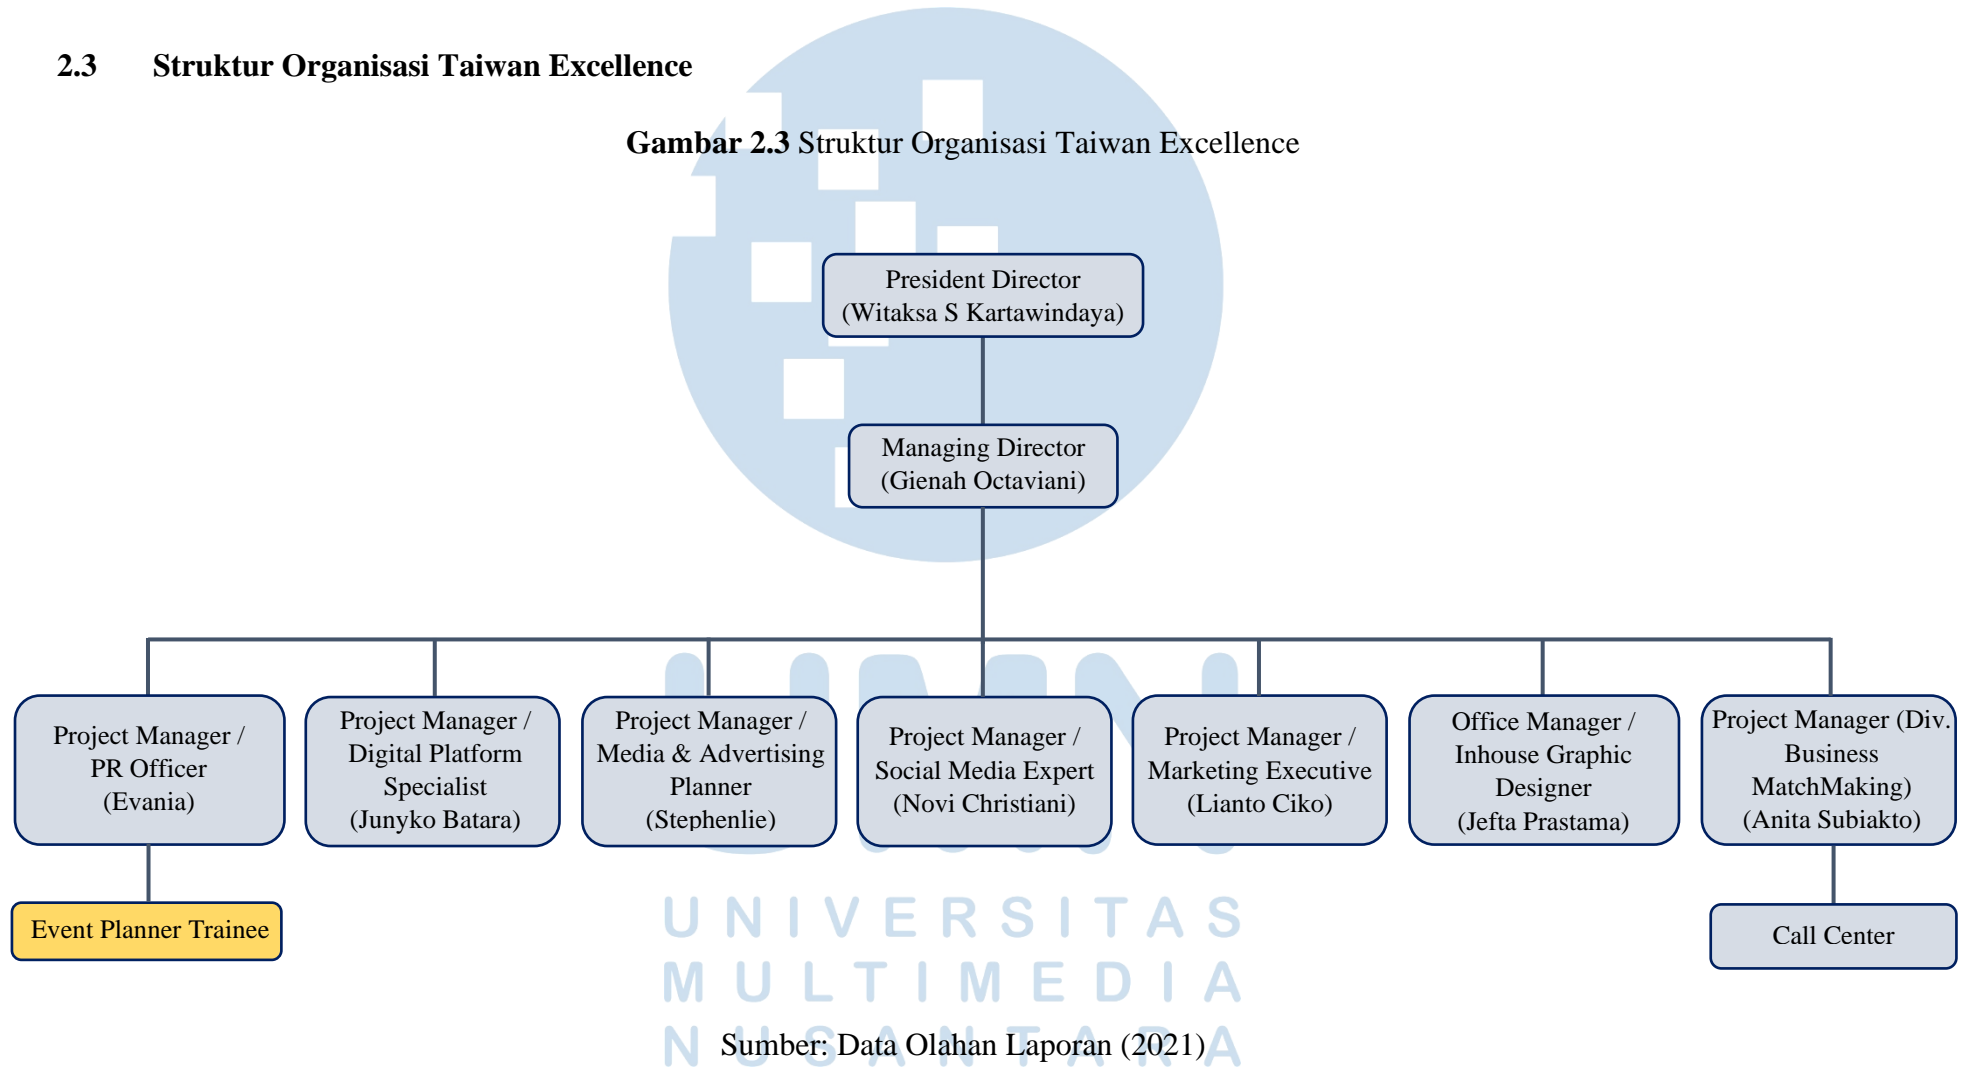 2.3 Struktur Organisasi Taiwan Excellence
Gambar 2.3 Struktur Organisasi Taiwan Excellence
President Director
(Witaksa S Kartawindaya)
Managing Director
(Gienah Octaviani)
Project Manager /
PR Officer
(Evania)
Project Manager /
Digital Platform
Specialist
(Junyko Batara)
Project Manager /
Media & Advertising
Planner
(Stephenlie)
Project Manager /
Social Media Expert
(Novi Christiani)
Project Manager /
Marketing Executive
(Lianto Ciko)
Office Manager /
Inhouse Graphic
Designer
(Jefta Prastama)
Project Manager (Div.
Business
MatchMaking)
(Anita Subiakto)
Event Planner Trainee
Call Center
UMN
UNIVERSITAS
MULTIMEDIA
NUSANTARA
Sumber: Data Olahan Laporan (2021)